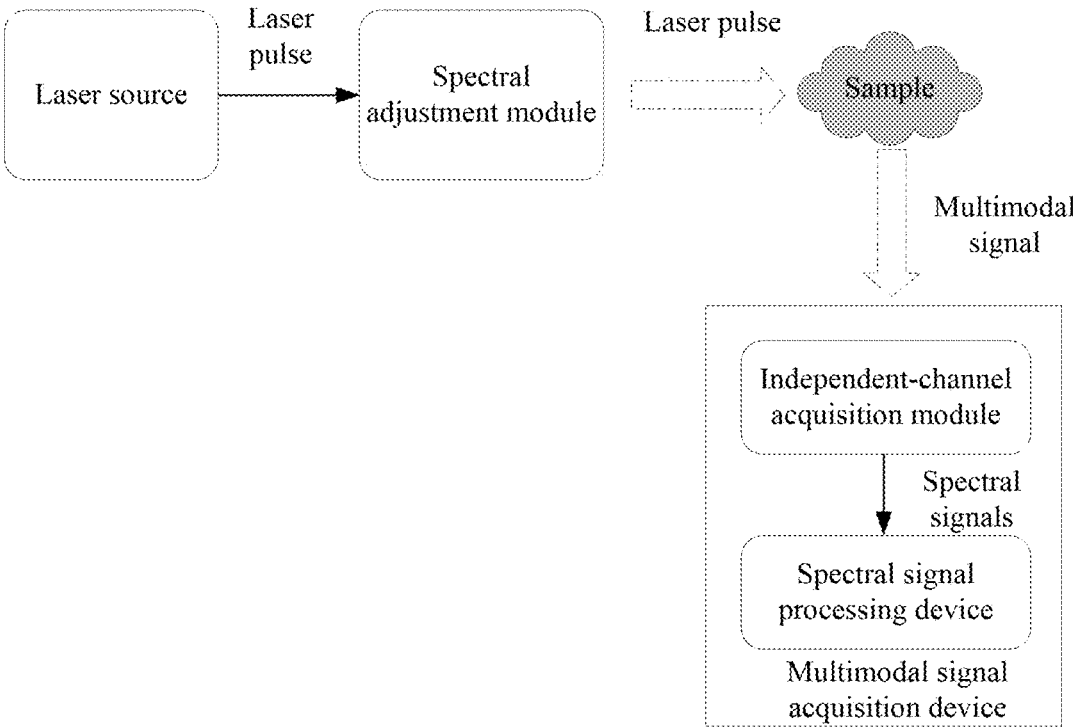 Laser source
Laser
pulse
Spectral
adjustment module
Laser pulse
Sample
Multimodal
signal
Independent-channel
acquisition module
Spectral
signals
Spectral signal
processing device
Multimodal signal
acquisition device